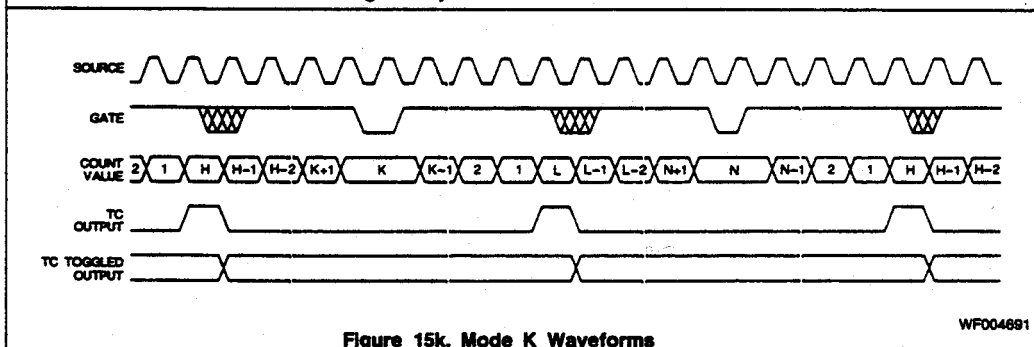 SOURCE
GATE
COUNT
VALUE
2 1 H H-1 H-2 K+1 K K-1 2 1 L L-1 L-2 N+1 N N-1 2 1 H H-1 H-2
TC
OUTPUT
TC TOGGLED
OUTPUT
WF004691
Figure 15k. Mode K Waveforms